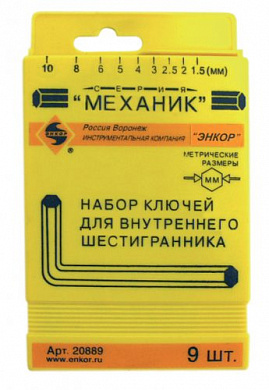 10 8 6 5 4 3 2.5 2 1.5 (мм)
СЕРИЯ
"МЕХАНИК"
ЭНКОР
®
Россия Воронеж
ИНСТРУМЕНТАЛЬНАЯ КОМПАНИЯ "ЭНКОР"
МЕТРИЧЕСКИЕ
РАЗМЕРЫ
мм
НАБОР КЛЮЧЕЙ
ДЛЯ ВНУТРЕННЕГО
ШЕСТИГРАННИКА
Арт. 20889
www.enkor.ru
9 шт.